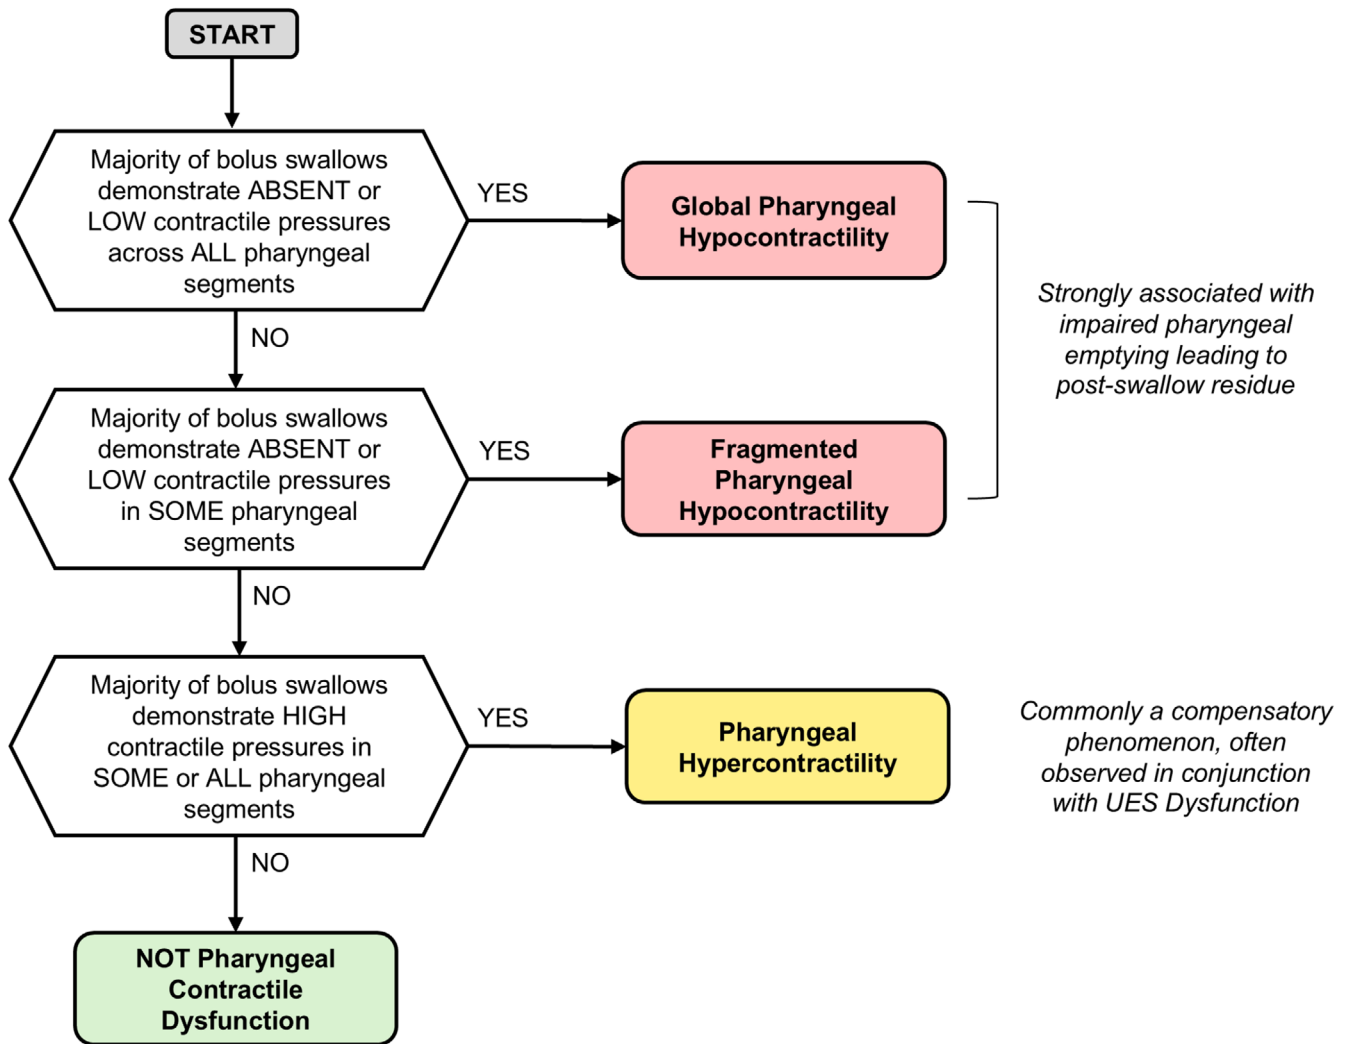 START
Majority of bolus swallows
demonstrate ABSENT or
LOW contractile pressures
across ALL pharyngeal
segments
YES
Global Pharyngeal
Hypocontractility
NO
Strongly associated with
impaired pharyngeal
emptying leading to
post-swallow residue
Majority of bolus swallows
demonstrate ABSENT or
LOW contractile pressures
in SOME pharyngeal
segments
YES
Fragmented
Pharyngeal
Hypocontractility
NO
Majority of bolus swallows
demonstrate HIGH
contractile pressures in
SOME or ALL pharyngeal
segments
YES
Pharyngeal
Hypercontractility
Commonly a compensatory
phenomenon, often
observed in conjunction
with UES Dysfunction
NO
NOT Pharyngeal
Contractile
Dysfunction